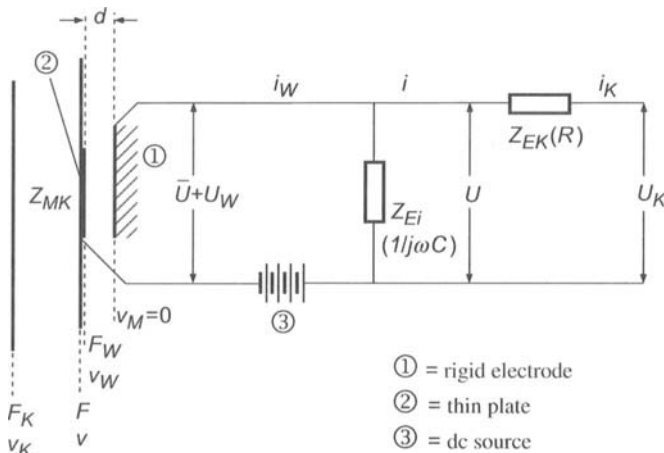 d
②
i_W
i
i_K
Z_EK(R)
①
Z_MK
Ū+U_W
Z_Ei
(1/jωC)
U
U_K
v_M=0
③
F_W
v_W
F_K
F
v_K
v
① = rigid electrode
② = thin plate
③ = dc source